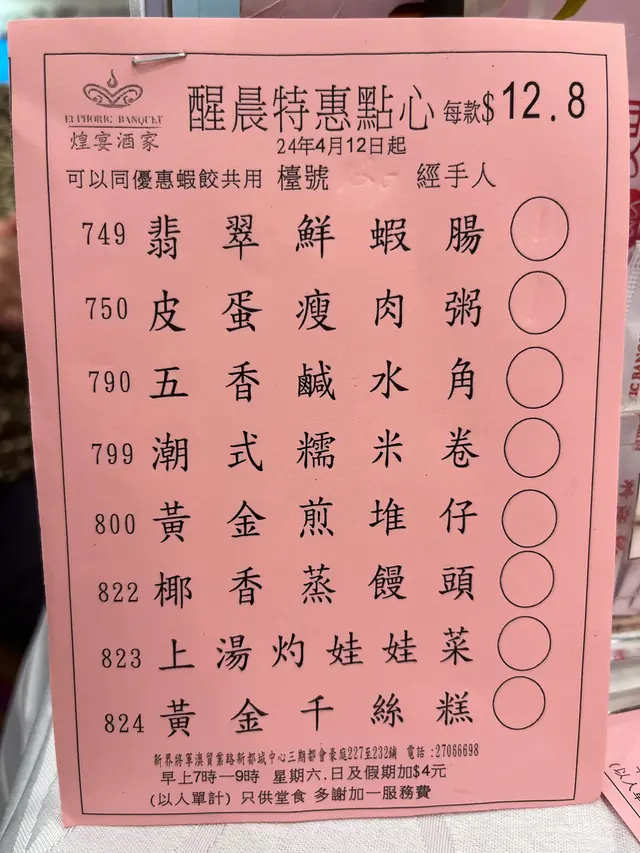 EUPHORIC BANQUET
煌宴酒家
醒晨特惠點心 每款$12.8
24年4月12日起
可以同優惠蝦餃共用 檯號 經手人
749 翡翠鮮蝦腸
750 皮蛋瘦肉粥
790 五香鹹水角
799 潮式糯米卷
800 黃金煎堆仔
822 椰香蒸饅頭
823 上湯灼娃娃菜
824 黃金千絲糕
新界將軍澳貿業路新都城中心三期都會豪庭227至232鋪 電話:27066698
早上7時—9時 星期六.日及假期加$4元
(以人單計) 只供堂食 多謝加一服務費